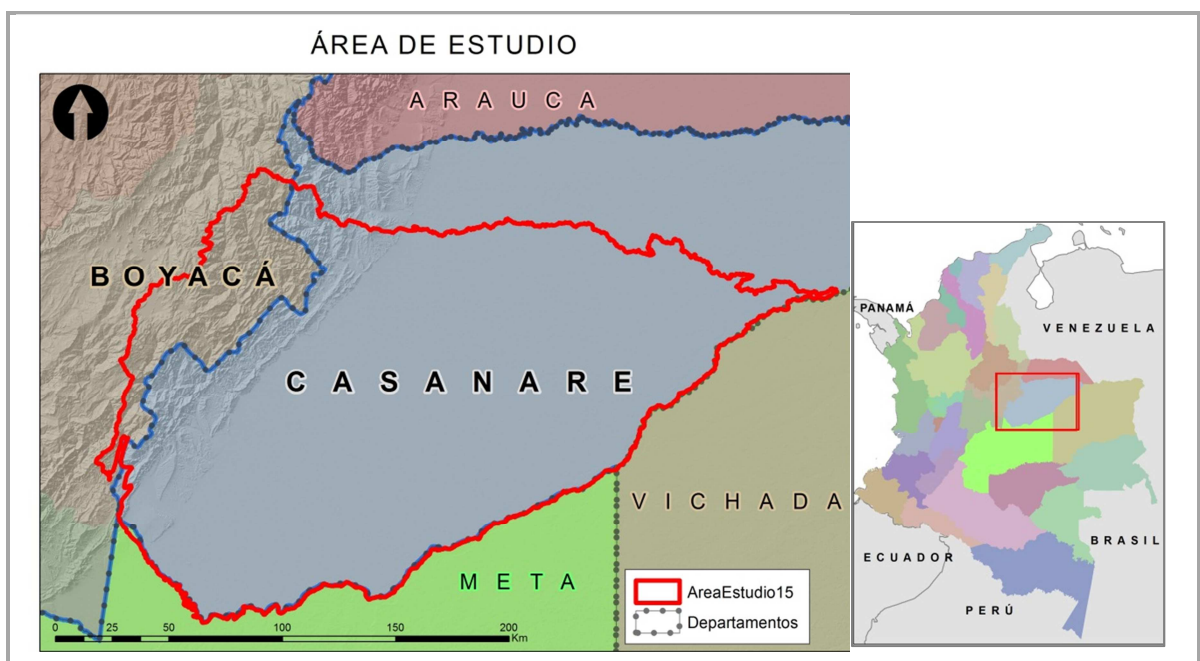 ÁREA DE ESTUDIO
ARAUCA
BOYACÁ
CASANARE
VICHADA
META
AreaEstudio15
Departamentos
0 25 50 100 150 200
Km
PANAMÁ
VENEZUELA
BRASIL
ECUADOR
PERÚ